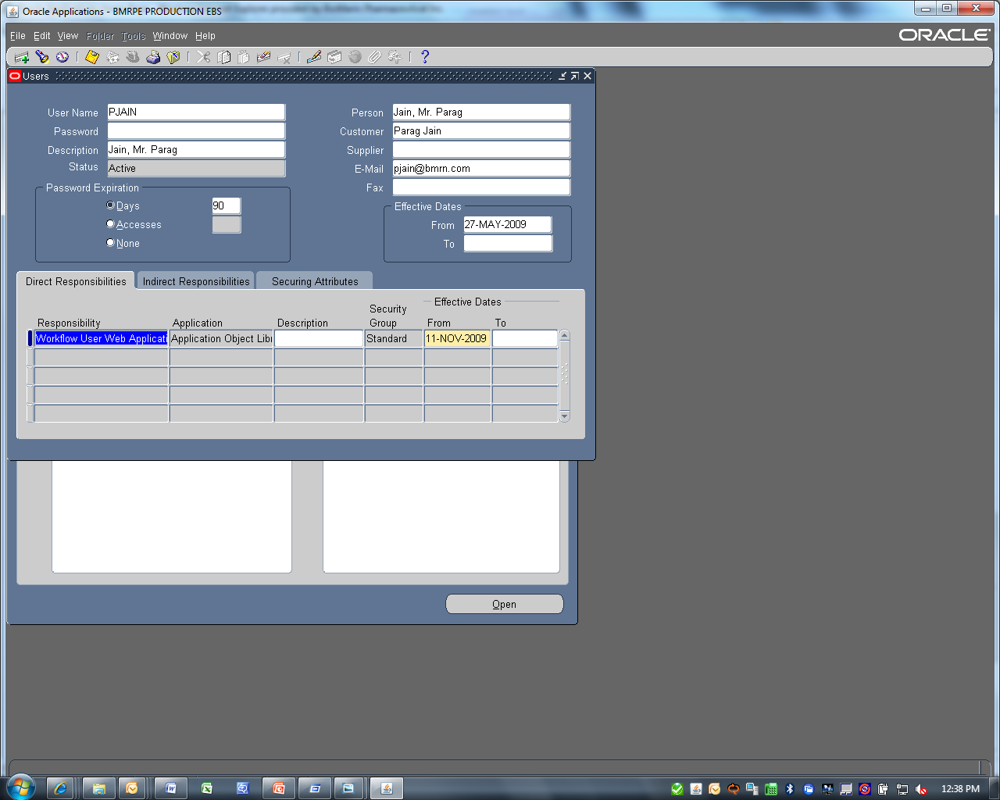 Oracle Applications - BMRPE PRODUCTION EBS
File Edit View Folder Tools Window Help
ORACLE
Users
User Name PJAIN
Person Jain, Mr. Parag
Password
Customer Parag Jain
Description Jain, Mr. Parag
Supplier
Status Active
E-Mail pjain@bmrn.com
Fax
Password Expiration
Days 90
Accesses
None
Effective Dates
From 27-MAY-2009
To
Direct Responsibilities Indirect Responsibilities Securing Attributes
Effective Dates
Security
Responsibility Application Description Group From To
Workflow User Web Applicati Application Object Libr Standard 11-NOV-2009
Open
12:38 PM